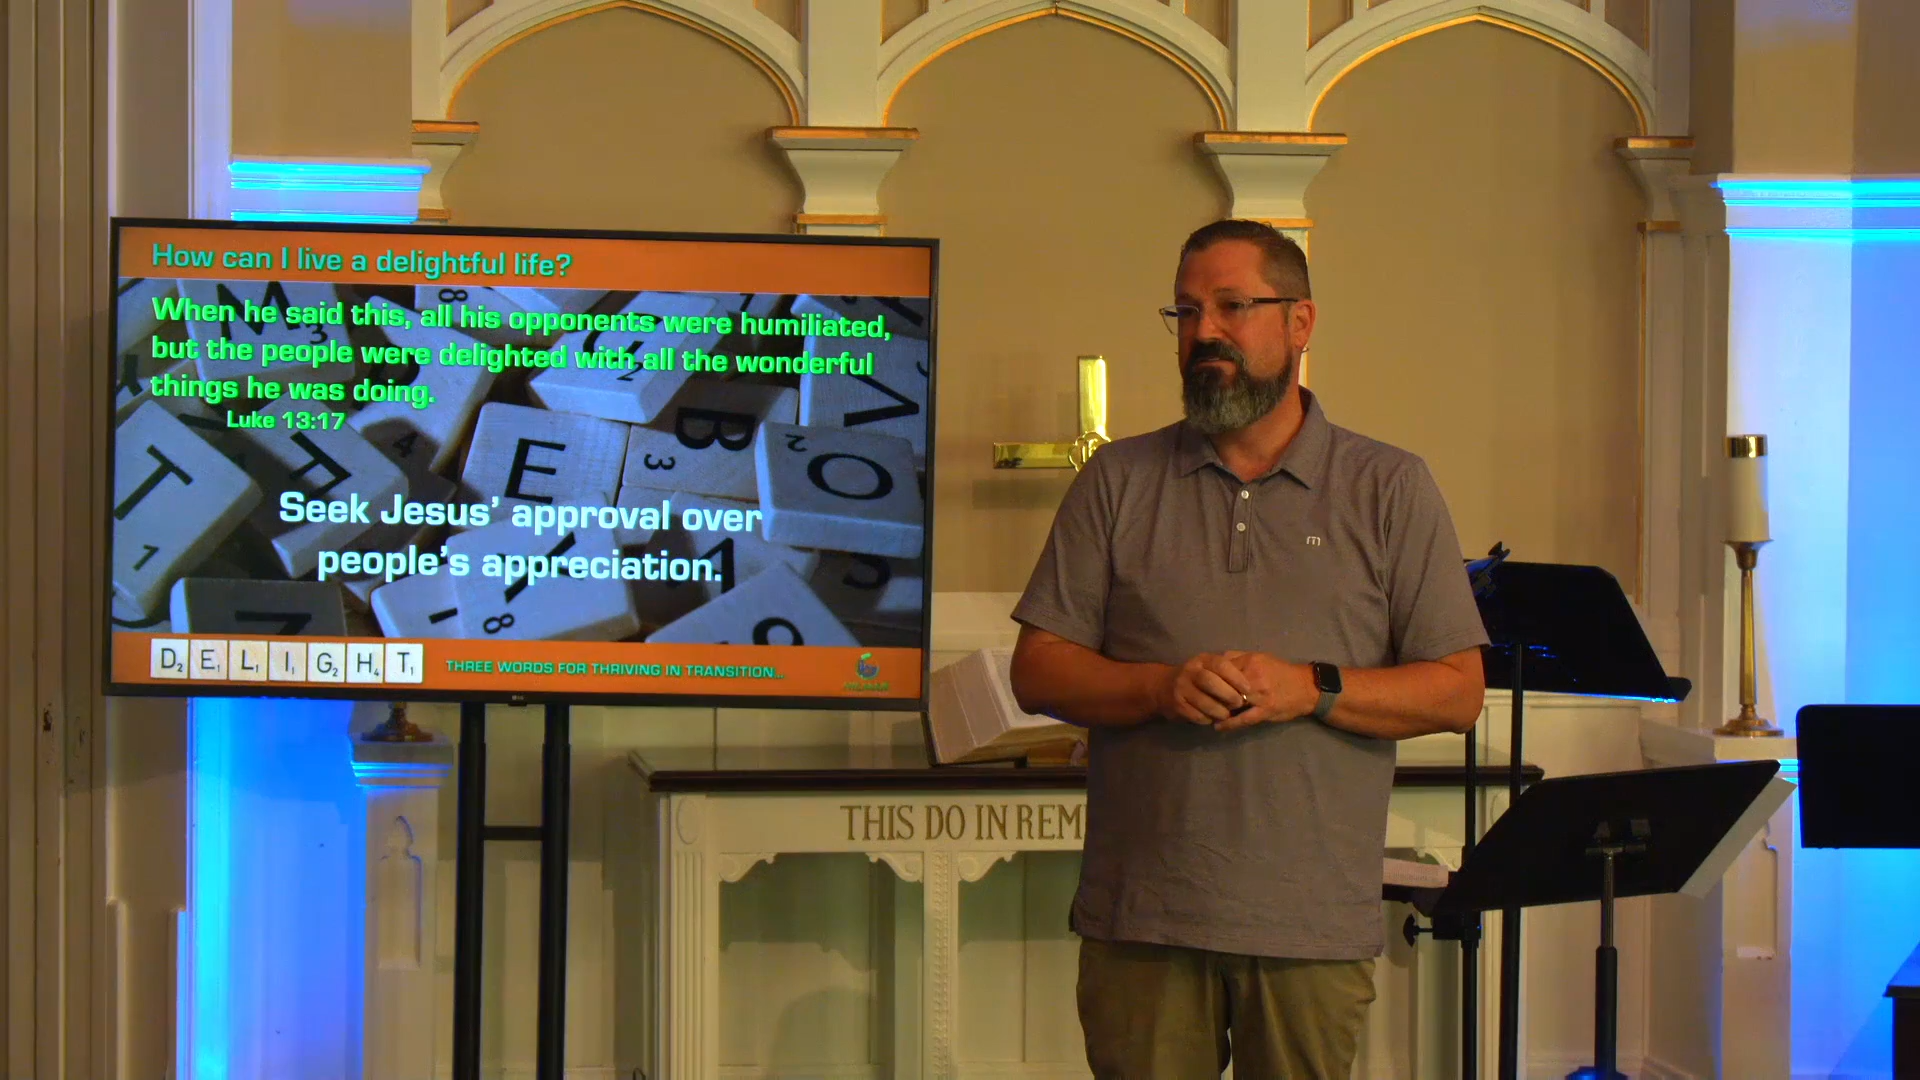 How can I live a delightful life?
When he said this, all his opponents were humiliated,
but the people were delighted with all the wonderful
things he was doing.
Luke 13:17
Seek Jesus' approval over
people's appreciation.
DELIGHT
THREE WORDS FOR THRIVING IN TRANSITION...
THIS DO IN REM